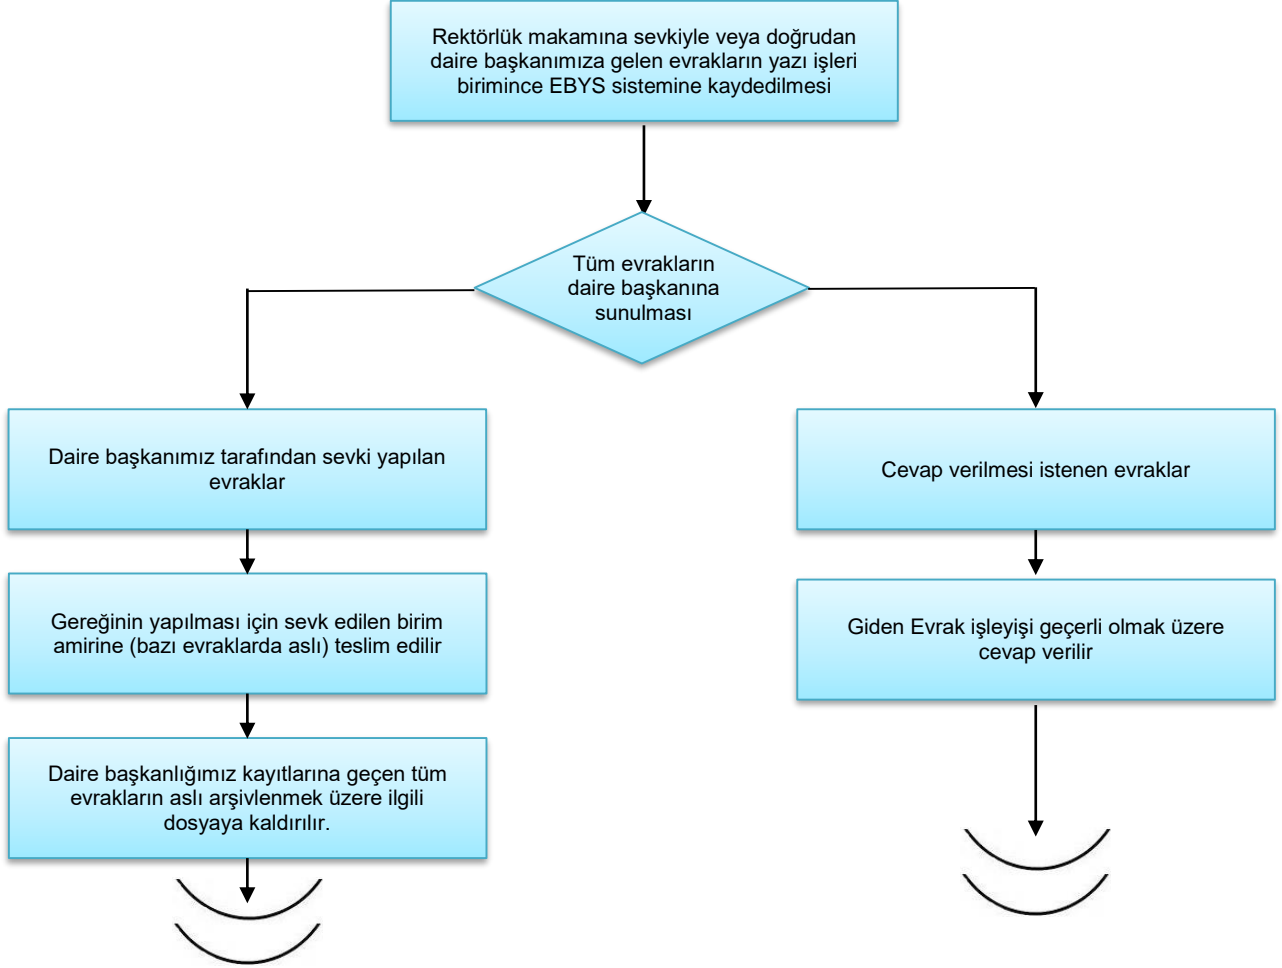 Rektörlük makamına sevkiyle veya doğrudan
daire başkanımıza gelen evrakların yazı işleri
birimince EBYS sistemine kaydedilmesi
Tüm evrakların
daire başkanına
sunulması
Daire başkanımız tarafından sevki yapılan
evraklar
Cevap verilmesi istenen evraklar
Gereğinin yapılması için sevk edilen birim
amirine (bazı evraklarda aslı) teslim edilir
Giden Evrak işleyişi geçerli olmak üzere
cevap verilir
Daire başkanlığımız kayıtlarına geçen tüm
evrakların aslı arşivlenmek üzere ilgili
dosyaya kaldırılır.